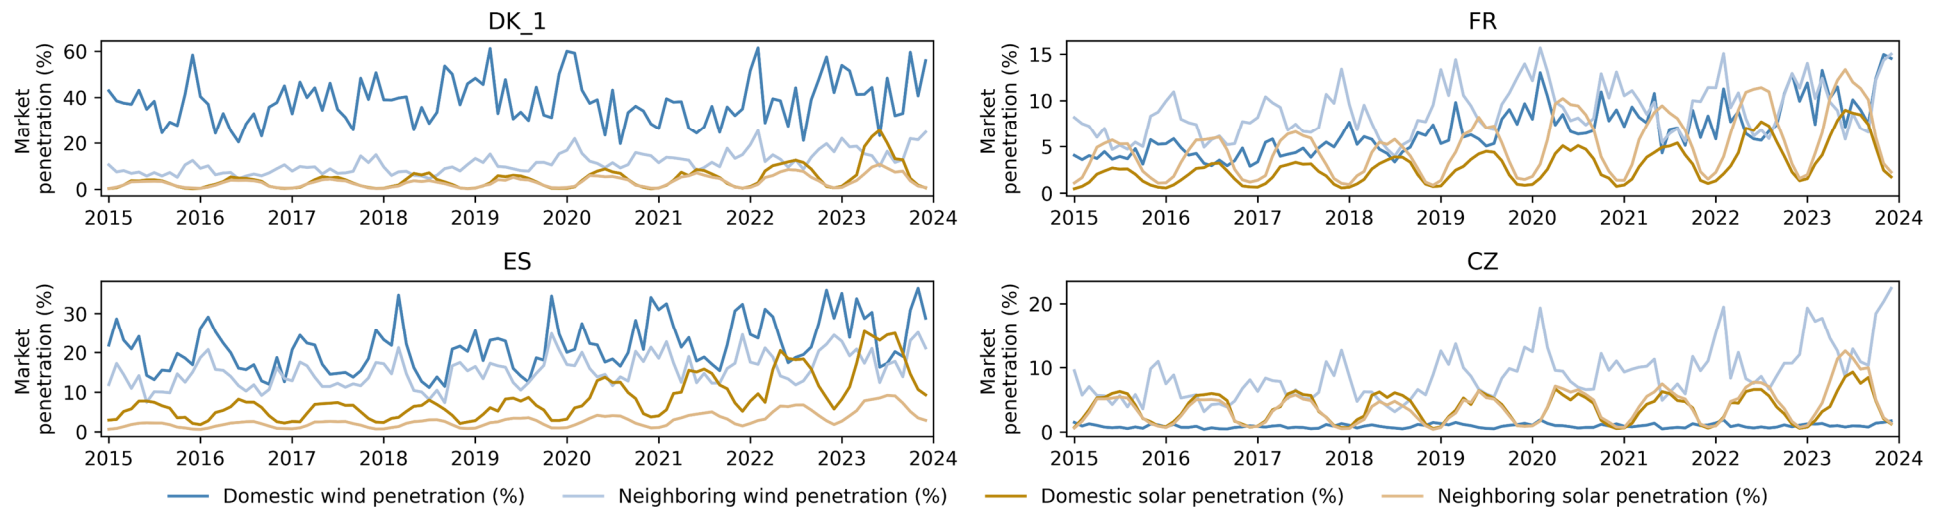 DK_1
Market
penetration (%)
60
40
20
0
2015 2016 2017 2018 2019 2020 2021 2022 2023 2024
FR
Market
penetration (%)
15
10
5
0
2015 2016 2017 2018 2019 2020 2021 2022 2023 2024
ES
Market
penetration (%)
30
20
10
0
2015 2016 2017 2018 2019 2020 2021 2022 2023 2024
CZ
Market
penetration (%)
20
10
0
2015 2016 2017 2018 2019 2020 2021 2022 2023 2024
Domestic wind penetration (%) Neighboring wind penetration (%) Domestic solar penetration (%) Neighboring solar penetration (%)